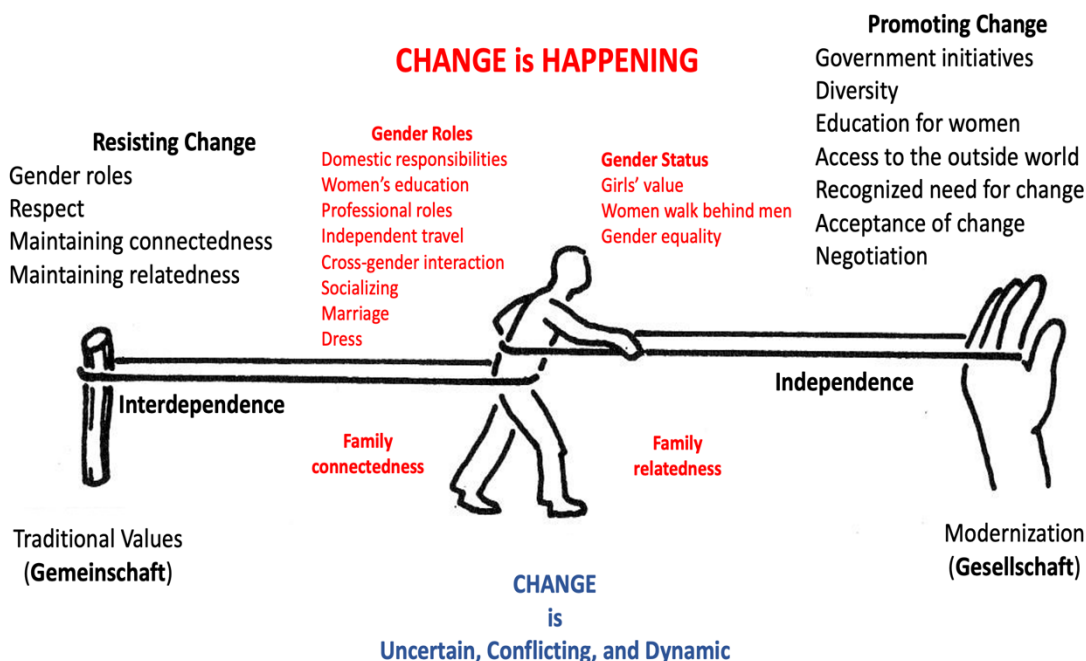 CHANGE is HAPPENING
Resisting Change
Gender roles
Respect
Maintaining connectedness
Maintaining relatedness
Gender Roles
Domestic responsibilities
Women's education
Professional roles
Independent travel
Cross-gender interaction
Socializing
Marriage
Dress
Gender Status
Girls' value
Women walk behind men
Gender equality
Promoting Change
Government initiatives
Diversity
Education for women
Access to the outside world
Recognized need for change
Acceptance of change
Negotiation
Interdependence
Independence
Family
connectedness
Family
relatedness
Traditional Values
(Gemeinschaft)
Modernization
(Gesellschaft)
CHANGE
is
Uncertain, Conflicting, and Dynamic